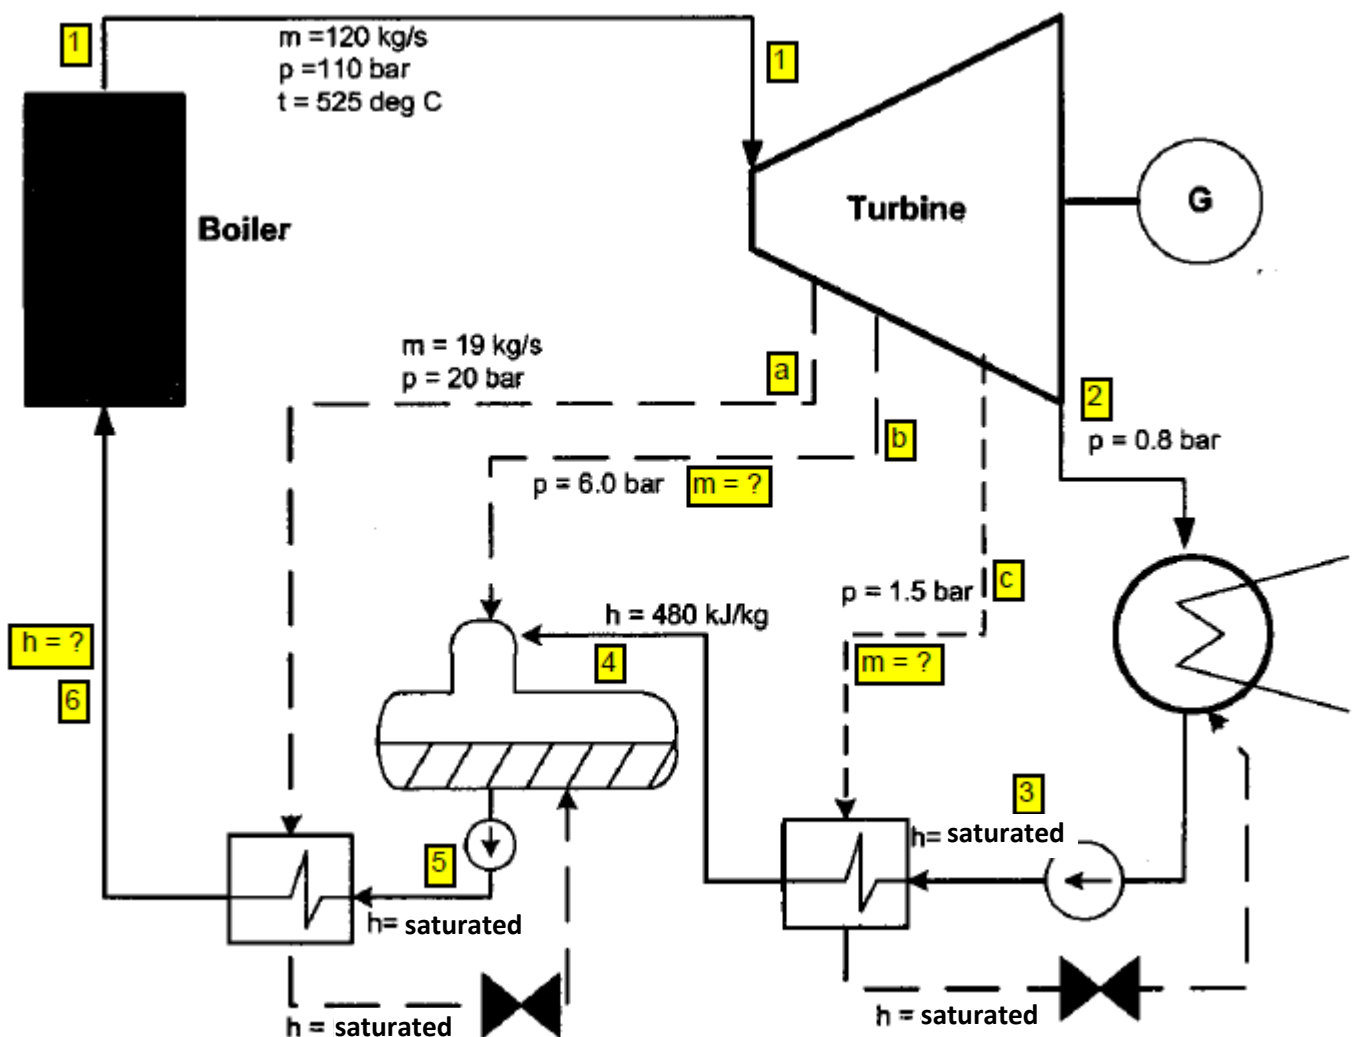 1
m =120 kg/s
p =110 bar
t = 525 deg C
1
Boiler
Turbine
G
m = 19 kg/s
p = 20 bar
a
b
2
p = 0.8 bar
p = 6.0 bar
m = ?
c
p = 1.5 bar
h = 480 kJ/kg
4
m = ?
h = ?
6
3
h= saturated
5
h= saturated
h = saturated
h = saturated